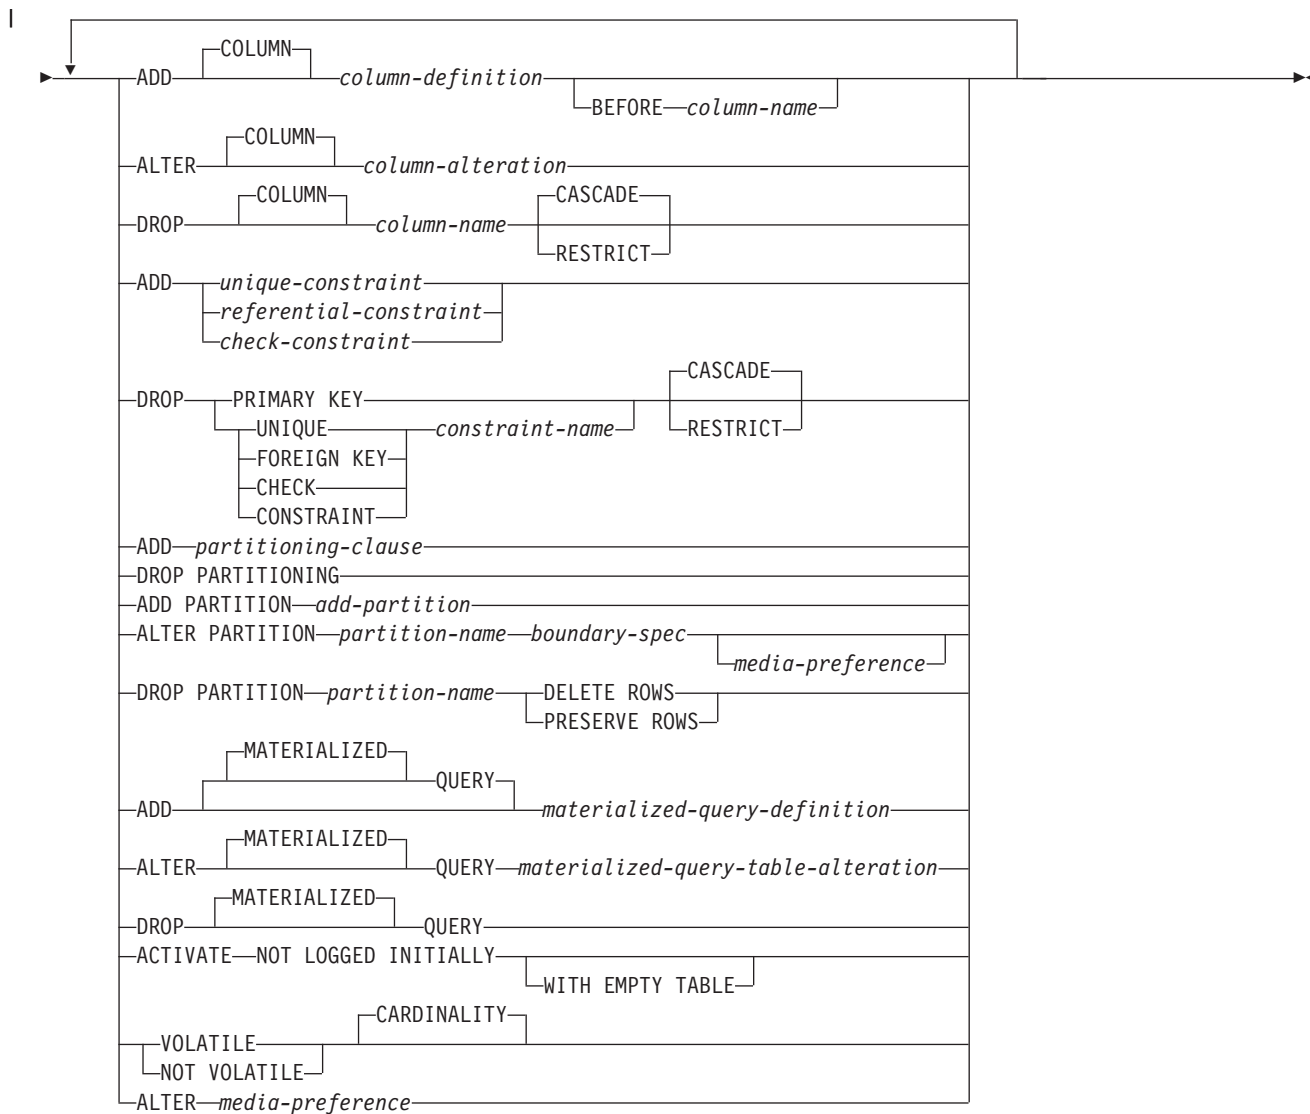 COLUMN
ADD column-definition
BEFORE column-name
COLUMN
ALTER column-alteration
COLUMN CASCADE
DROP column-name
RESTRICT
ADD unique-constraint
referential-constraint
check-constraint
CASCADE
DROP PRIMARY KEY
UNIQUE constraint-name RESTRICT
FOREIGN KEY
CHECK
CONSTRAINT
ADD partitioning-clause
DROP PARTITIONING
ADD PARTITION add-partition
ALTER PARTITION partition-name boundary-spec
media-preference
DROP PARTITION partition-name DELETE ROWS
PRESERVE ROWS
MATERIALIZED
QUERY
ADD materialized-query-definition
MATERIALIZED
ALTER QUERY materialized-query-table-alteration
MATERIALIZED
DROP QUERY
ACTIVATE NOT LOGGED INITIALLY
WITH EMPTY TABLE
CARDINALITY
VOLATILE
NOT VOLATILE
ALTER media-preference